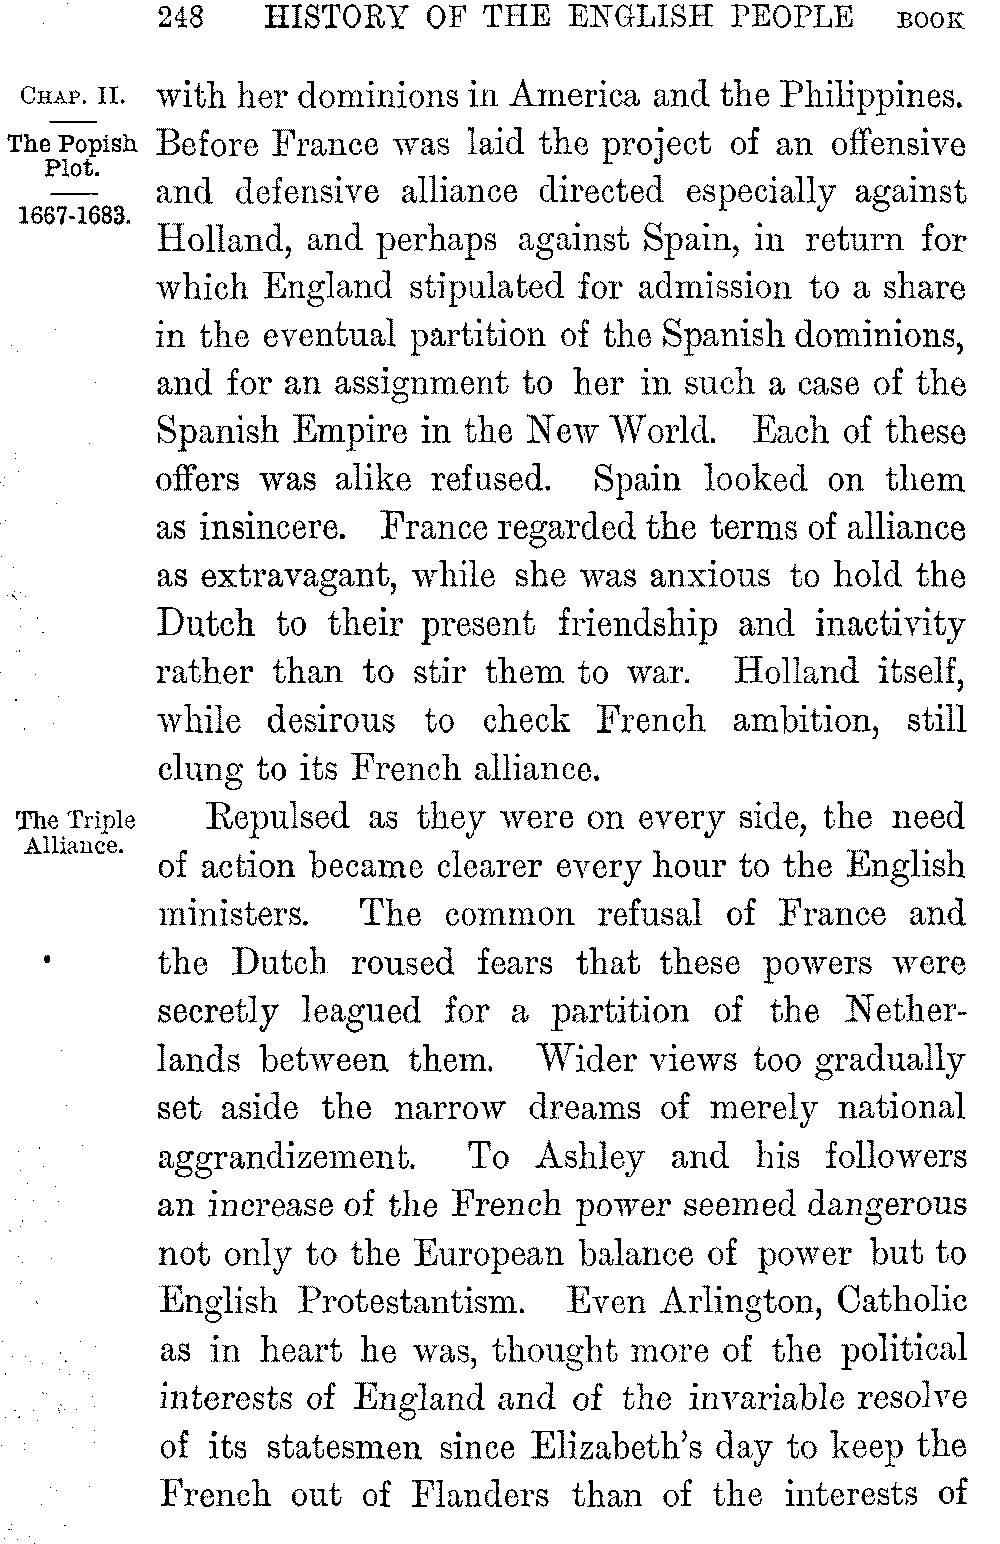 248 HISTORY OF THE ENGLISH PEOPLE BOOK
CHAP. II.
The Popish
Plot.
1667-1683.
with her dominions in America and the Philippines.
Before France was laid the project of an offensive
and defensive alliance directed especially against
Holland, and perhaps against Spain, in return for
which England stipulated for admission to a share
in the eventual partition of the Spanish dominions,
and for an assignment to her in such a case of the
Spanish Empire in the New World. Each of these
offers was alike refused. Spain looked on them
as insincere. France regarded the terms of alliance
as extravagant, while she was anxious to hold the
Dutch to their present friendship and inactivity
rather than to stir them to war. Holland itself,
while desirous to check French ambition, still
clung to its French alliance.
The Triple
Alliance.
Repulsed as they were on every side, the need
of action became clearer every hour to the English
ministers. The common refusal of France and
the Dutch roused fears that these powers were
secretly leagued for a partition of the Nether-
lands between them. Wider views too gradually
set aside the narrow dreams of merely national
aggrandizement. To Ashley and his followers
an increase of the French power seemed dangerous
not only to the European balance of power but to
English Protestantism. Even Arlington, Catholic
as in heart he was, thought more of the political
interests of England and of the invariable resolve
of its statesmen since Elizabeth's day to keep the
French out of Flanders than of the interests of